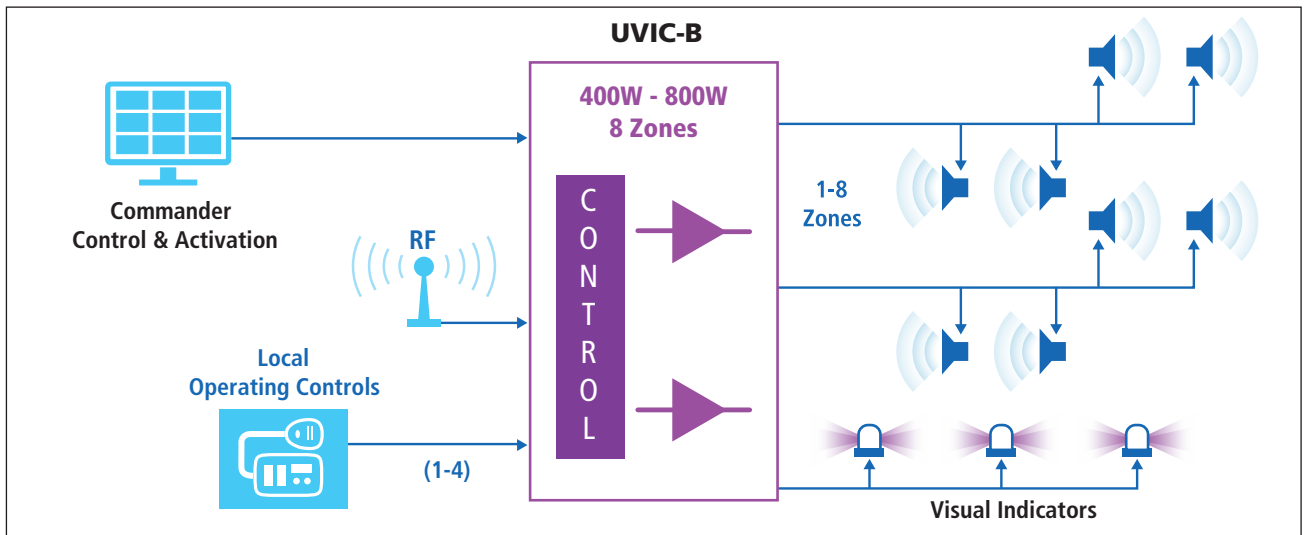 UVIC-B
400W - 800W
8 Zones
Commander
Control & Activation
RF
Local
Operating Controls
(1-4)
CONTROL
1-8
Zones
Visual Indicators